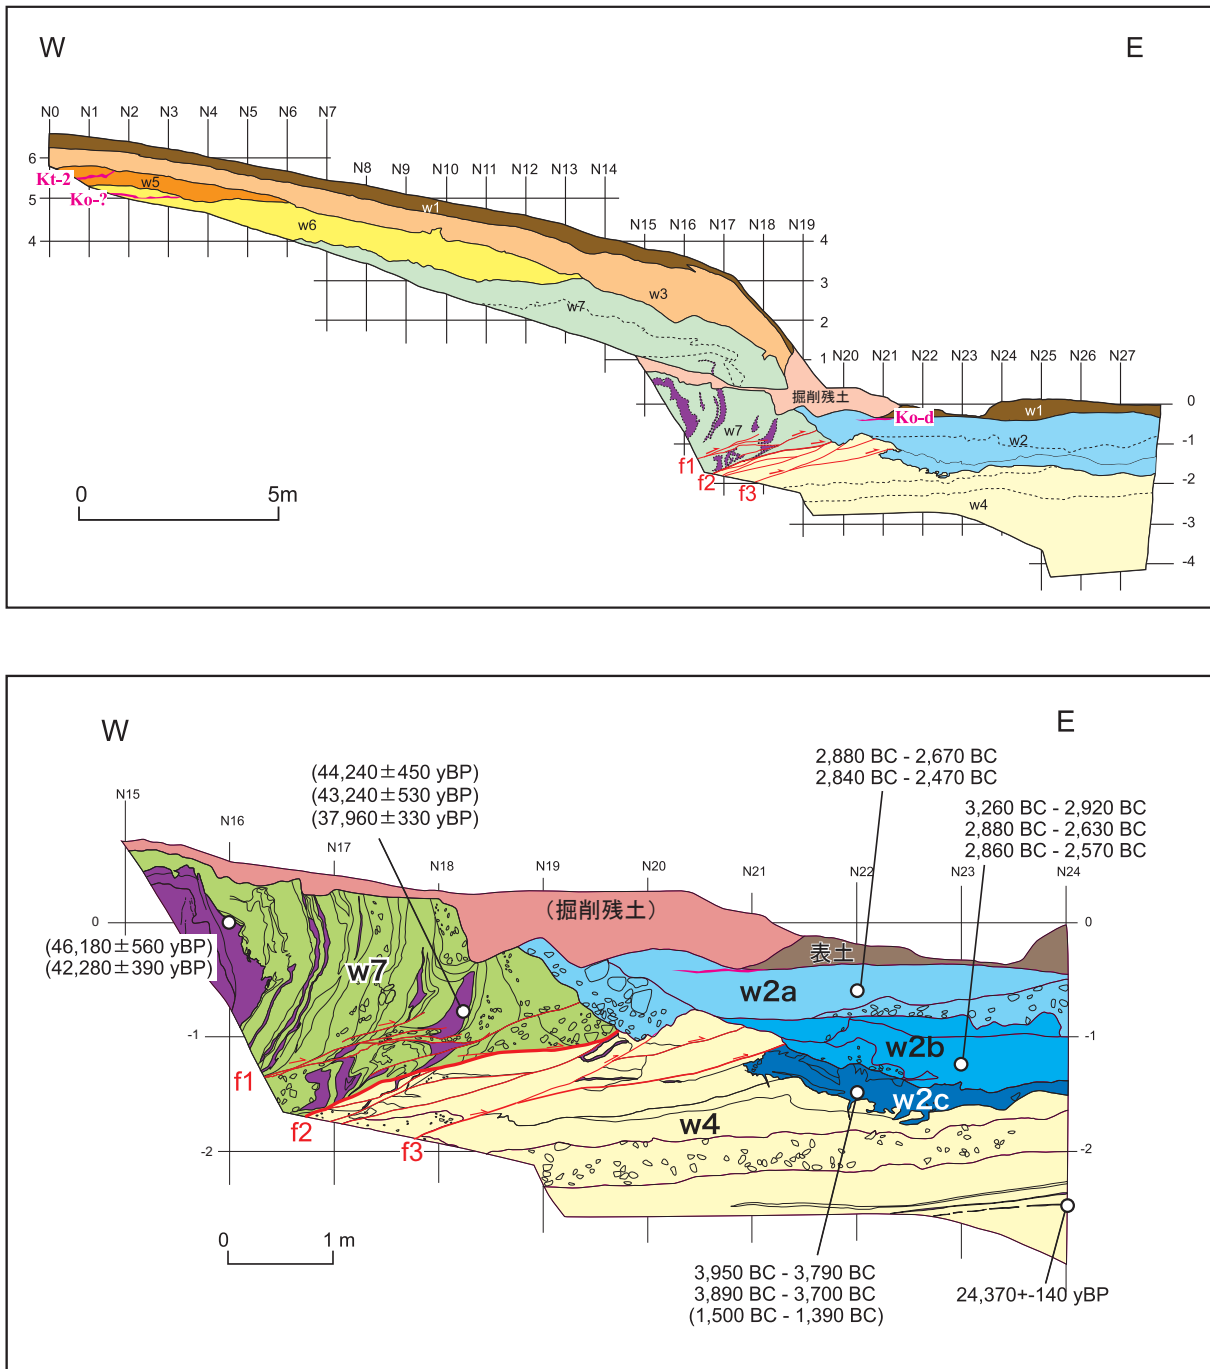 W
E
N0 N1 N2 N3 N4 N5 N6 N7
N8 N9 N10 N11 N12 N13 N14
N15 N16 N17 N18 N19
N20 N21 N22 N23 N24 N25 N26 N27
6
5
4
Kt-2
Ko-?
w5
w6
w1
w3
w7
4
3
2
1
掘削残土
Ko-d
w1
0
w7
w2
-1
f1
f2
f3
w4
-2
-3
-4
0 5m
W
E
(44,240±450 yBP)
(43,240±530 yBP)
(37,960±330 yBP)
2,880 BC - 2,670 BC
2,840 BC - 2,470 BC
3,260 BC - 2,920 BC
2,880 BC - 2,630 BC
2,860 BC - 2,570 BC
N15 N16 N17 N18 N19 N20 N21 N22 N23 N24
0
(掘削残土)
表土
0
(46,180±560 yBP)
(42,280±390 yBP)
w7
w2a
-1
w2b
-1
f1
w2c
f2
w4
f3
-2
-2
0 1 m
3,950 BC - 3,790 BC
3,890 BC - 3,700 BC
(1,500 BC - 1,390 BC)
24,370+-140 yBP